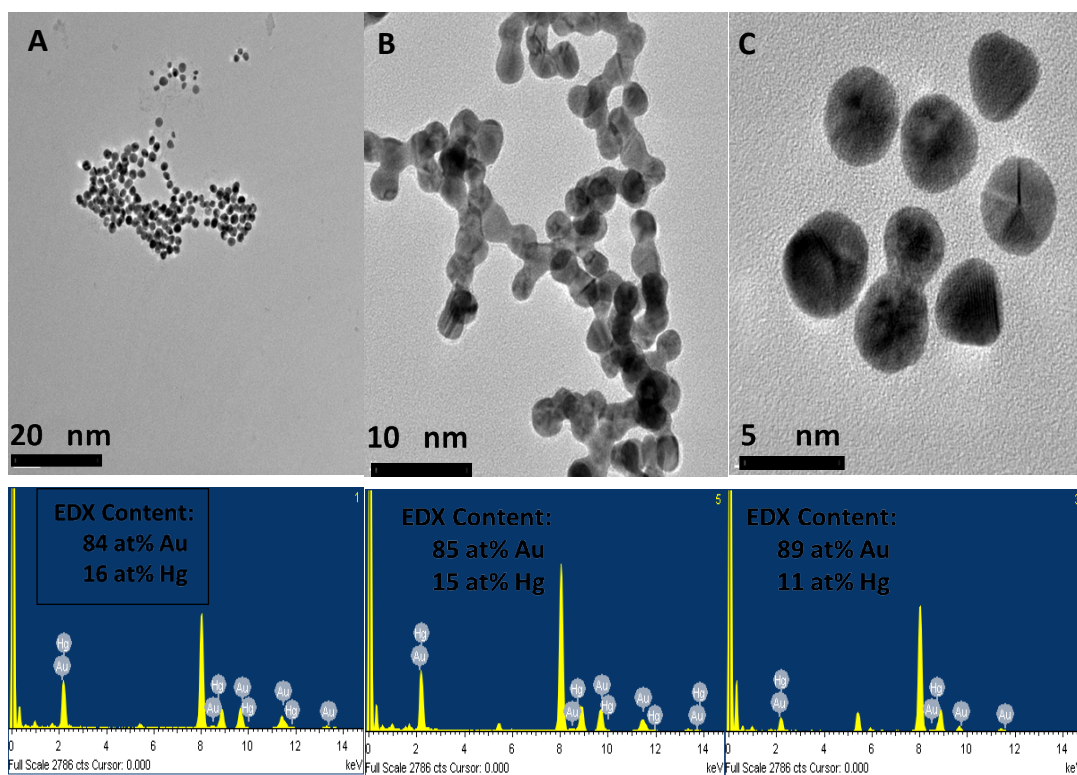 A
B
C
20 nm
10 nm
5 nm
1
EDX Content:
84 at% Au
16 at% Hg
Hg
Au
Au
Hg
Au
Hg
Au
Hg
Au
0 2 4 6 8 10 12 14
Full Scale 2786 cts Cursor: 0.000 keV
5
EDX Content:
85 at% Au
15 at% Hg
Hg
Au
Au
Hg
Au
Hg
Au
Hg
Hg
Au
0 2 4 6 8 10 12 14
Full Scale 2786 cts Cursor: 0.000 keV
EDX Content:
89 at% Au
11 at% Hg
Hg
Au
Au
Hg
Au
Au
0 2 4 6 8 10 12 14
Full Scale 2786 cts Cursor: 0.000